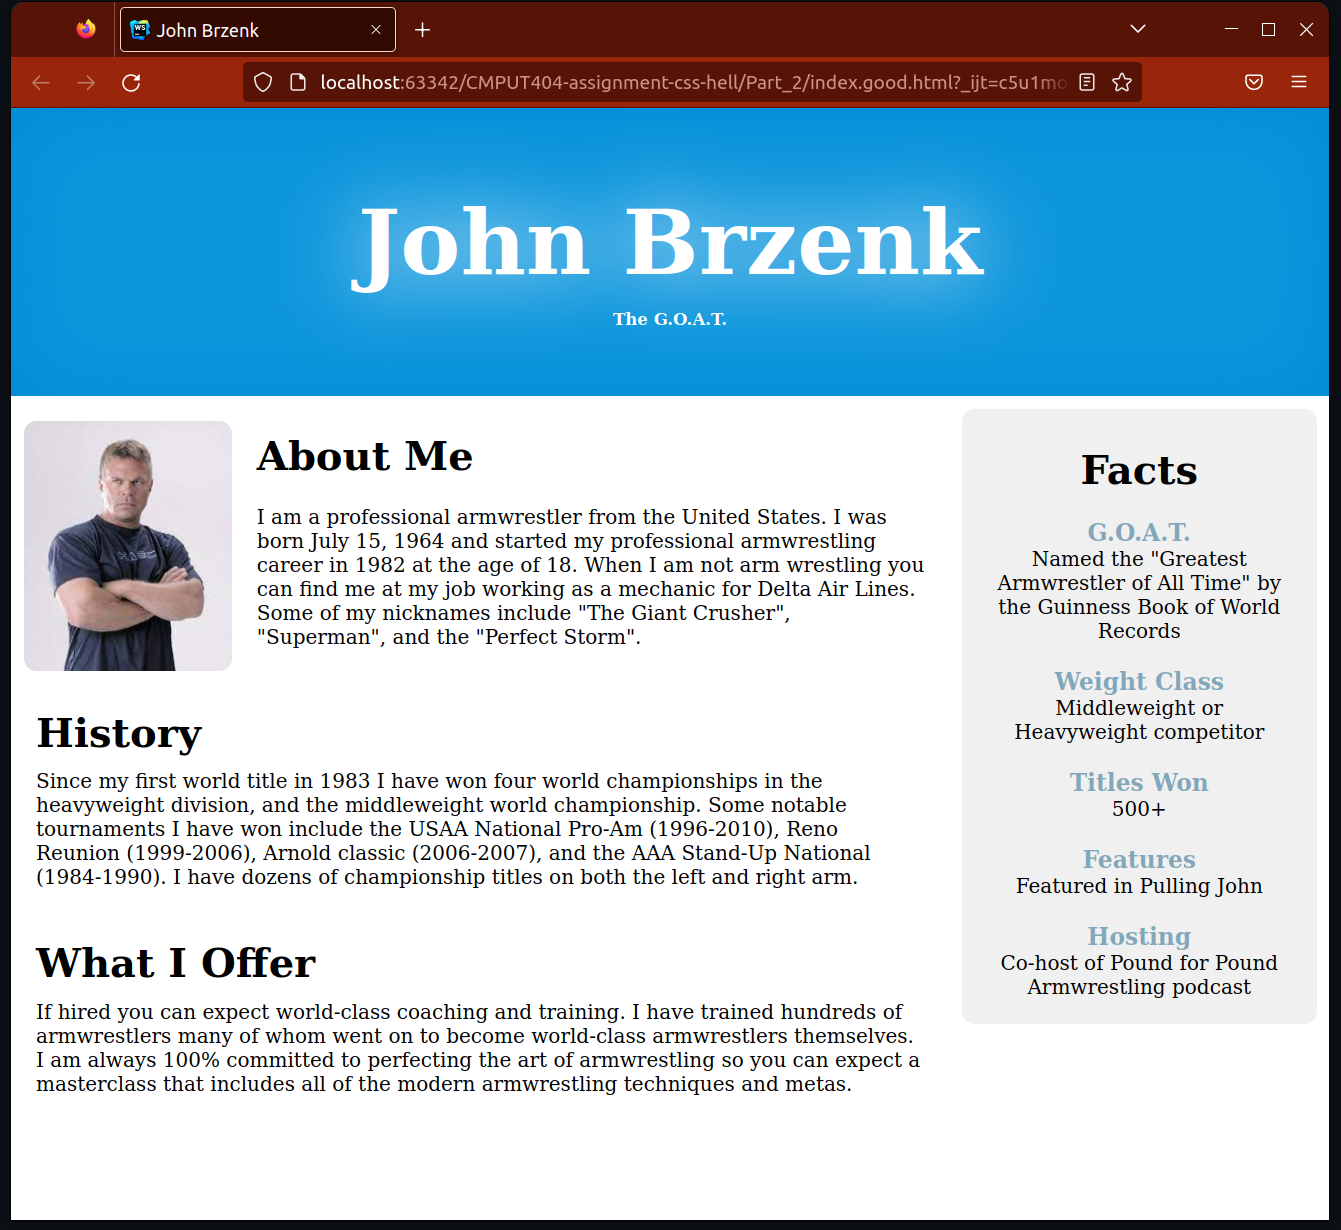 John Brzenk
localhost:63342/CMPUT404-assignment-css-hell/Part_2/index.good.html?_ijt=c5u1mo
John Brzenk
The G.O.A.T.
About Me
I am a professional armwrestler from the United States. I was
born July 15, 1964 and started my professional armwrestling
career in 1982 at the age of 18. When I am not arm wrestling you
can find me at my job working as a mechanic for Delta Air Lines.
Some of my nicknames include "The Giant Crusher",
"Superman", and the "Perfect Storm".
History
Since my first world title in 1983 I have won four world championships in the
heavyweight division, and the middleweight world championship. Some notable
tournaments I have won include the USAA National Pro-Am (1996-2010), Reno
Reunion (1999-2006), Arnold classic (2006-2007), and the AAA Stand-Up National
(1984-1990). I have dozens of championship titles on both the left and right arm.
What I Offer
If hired you can expect world-class coaching and training. I have trained hundreds of
armwrestlers many of whom went on to become world-class armwrestlers themselves.
I am always 100% committed to perfecting the art of armwrestling so you can expect a
masterclass that includes all of the modern armwrestling techniques and metas.
Facts
G.O.A.T.
Named the "Greatest
Armwrestler of All Time" by
the Guinness Book of World
Records
Weight Class
Middleweight or
Heavyweight competitor
Titles Won
500+
Features
Featured in Pulling John
Hosting
Co-host of Pound for Pound
Armwrestling podcast